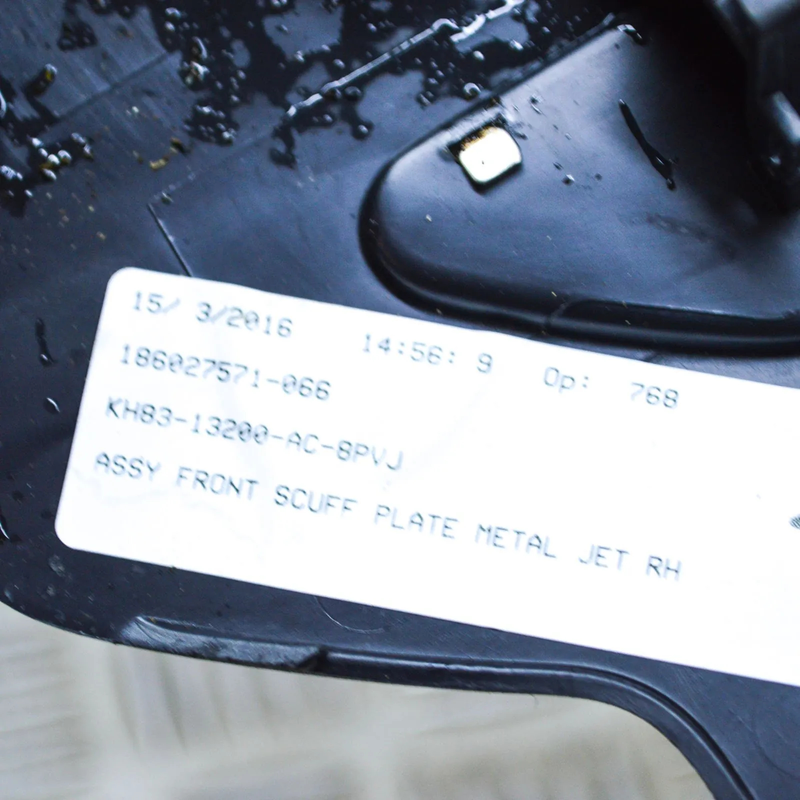 15/ 3/2016 14:56: 9 Op: 768
186027571-066
KH83-13200-AC-8PVJ
ASSY FRONT SCUFF PLATE METAL JET RH